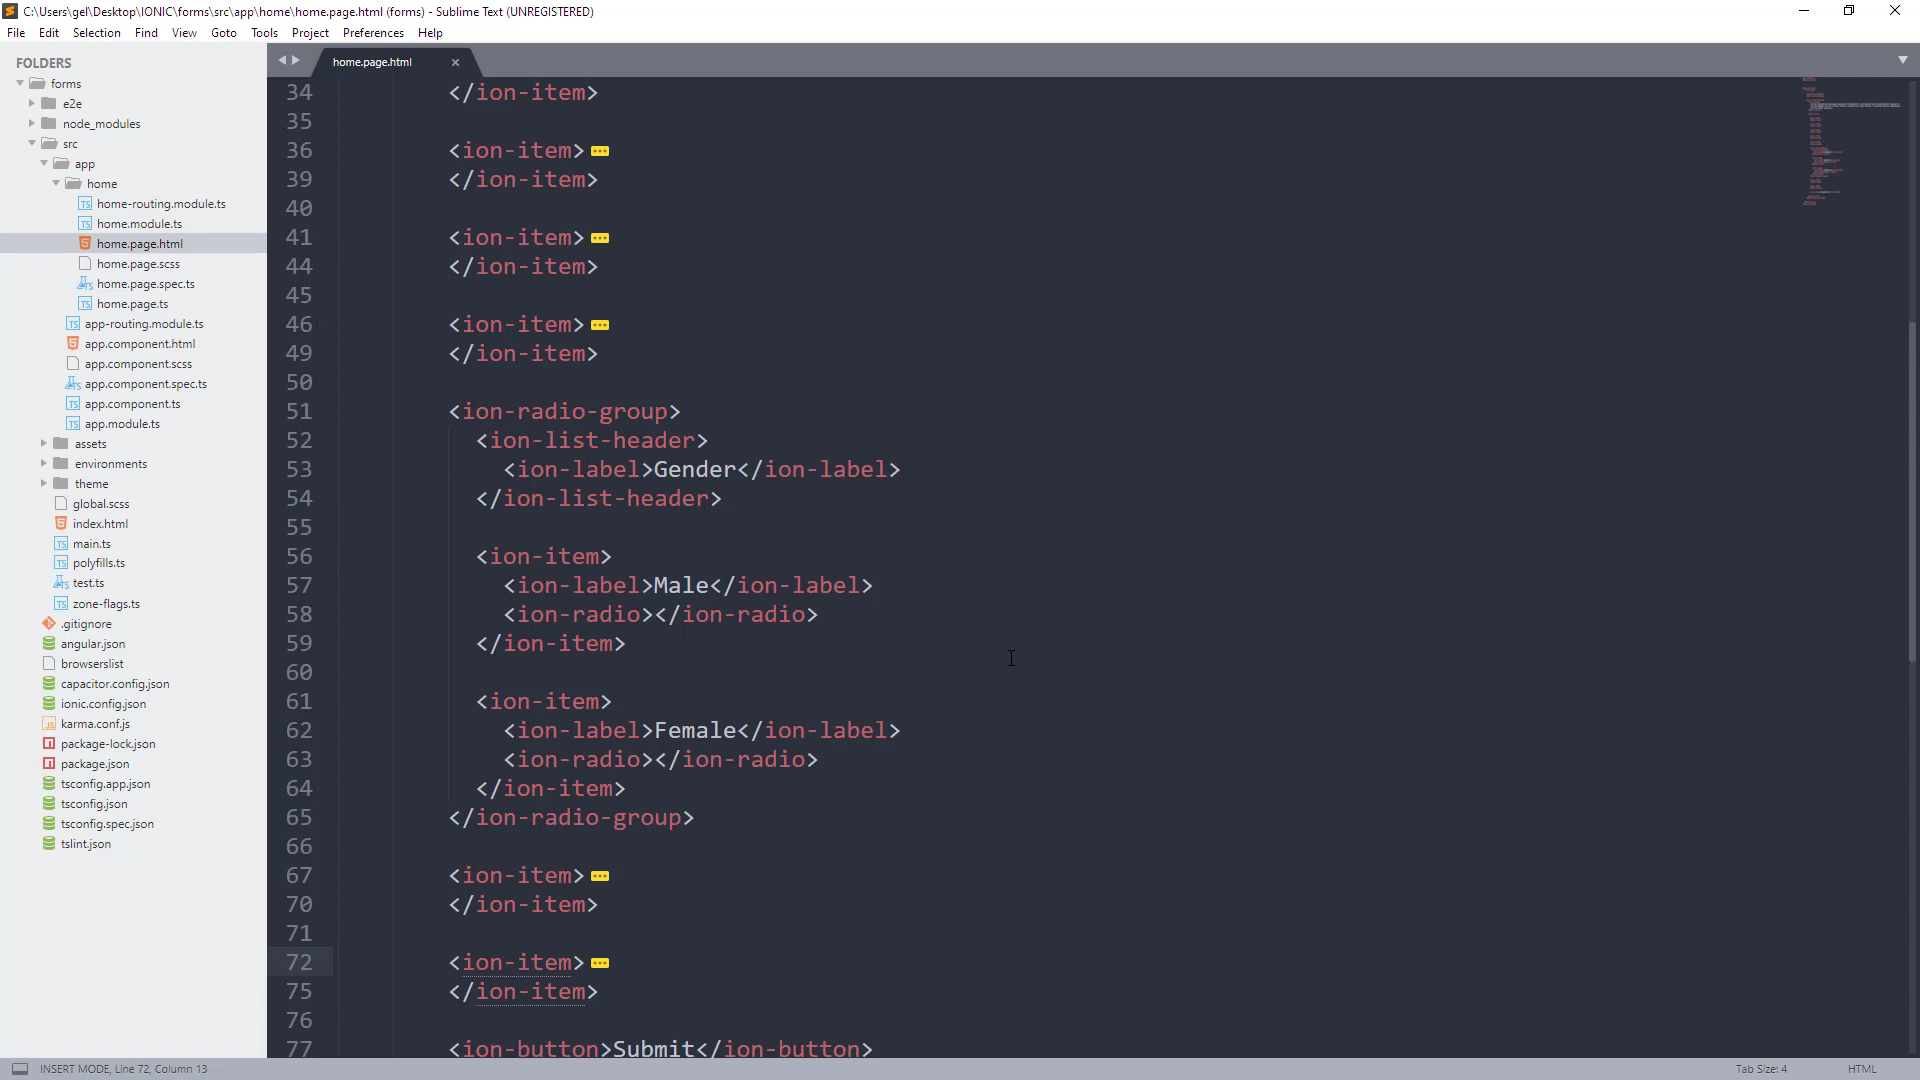 C:\Users\gel\Desktop\IONIC\forms\src\app\home\home.page.html (forms) - Sublime Text (UNREGISTERED)
File Edit Selection Find View Goto Tools Project Preferences Help
FOLDERS
forms
e2e
node_modules
src
app
home
home-routing.module.ts
home.module.ts
home.page.html
home.page.scss
home.page.spec.ts
home.page.ts
app-routing.module.ts
app.component.html
app.component.scss
app.component.spec.ts
app.component.ts
app.module.ts
assets
environments
theme
global.scss
index.html
main.ts
polyfills.ts
test.ts
zone-flags.ts
.gitignore
angular.json
browserslist
capacitor.config.json
ionic.config.json
karma.conf.js
package-lock.json
package.json
tsconfig.app.json
tsconfig.json
tsconfig.spec.json
tslint.json
home.page.html
34 </ion-item>
35
36 <ion-item>
39 </ion-item>
40
41 <ion-item>
44 </ion-item>
45
46 <ion-item>
49 </ion-item>
50
51 <ion-radio-group>
52 <ion-list-header>
53 <ion-label>Gender</ion-label>
54 </ion-list-header>
55
56 <ion-item>
57 <ion-label>Male</ion-label>
58 <ion-radio></ion-radio>
59 </ion-item>
60
61 <ion-item>
62 <ion-label>Female</ion-label>
63 <ion-radio></ion-radio>
64 </ion-item>
65 </ion-radio-group>
66
67 <ion-item>
70 </ion-item>
71
72 <ion-item>
75 </ion-item>
76
77 <ion-button>Submit</ion-button>
INSERT MODE, Line 72, Column 13
Tab Size: 4
HTML